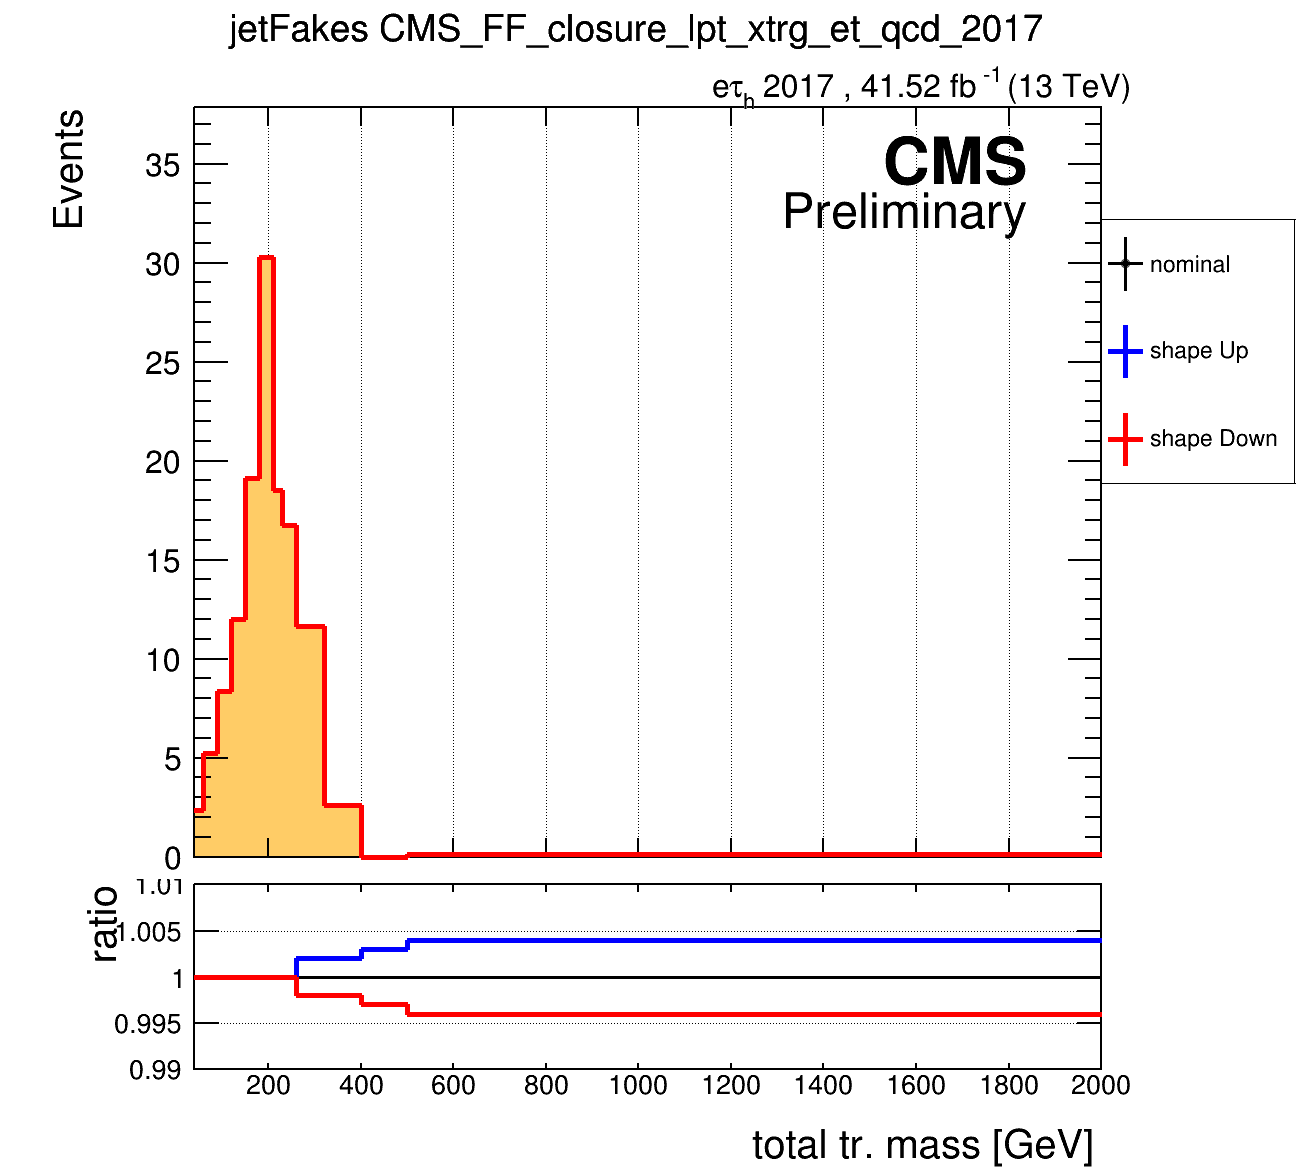 jetFakes CMS_FF_closure_lpt_xtrg_et_qcd_2017
eτh 2017 , 41.52 fb -1 (13 TeV)
Events
CMS
Preliminary
35
30
25
20
15
10
5
0
nominal
shape Up
shape Down
ratio
1.01
1.005
1
0.995
0.99
200 400 600 800 1000 1200 1400 1600 1800 2000
total tr. mass [GeV]